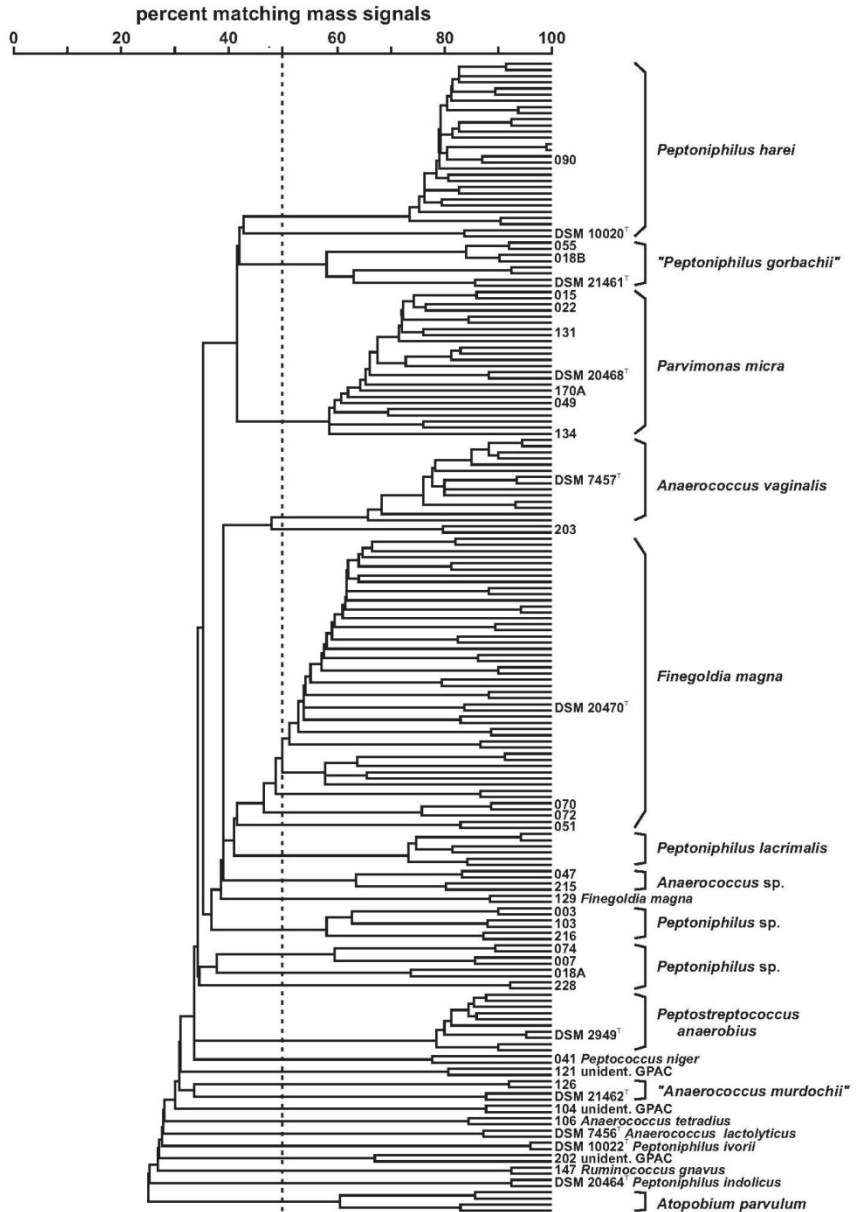 percent matching mass signals
0 20 40 60 80 100
090
Peptoniphilus harei
DSM 10020ᵀ
055
018B
"Peptoniphilus gorbachii"
DSM 21461ᵀ
015
022
131
Parvimonas micra
DSM 20468ᵀ
170A
049
134
DSM 7457ᵀ
Anaerococcus vaginalis
203
Finegoldia magna
DSM 20470ᵀ
070
072
051
Peptoniphilus lacrimalis
047
Anaerococcus sp.
215
129 Finegoldia magna
003
103
Peptoniphilus sp.
216
074
007
Peptoniphilus sp.
018A
228
Peptostreptococcus
anaerobius
DSM 2949ᵀ
041 Peptococcus niger
121 unident. GPAC
126
"Anaerococcus murdochii"
DSM 21462ᵀ
104 unident. GPAC
106 Anaerococcus tetradius
DSM 7456ᵀ Anaerococcus lactolyticus
DSM 10022ᵀ Peptoniphilus ivorii
202 unident. GPAC
147 Ruminococcus gnavus
DSM 20464ᵀ Peptoniphilus indolicus
Atopobium parvulum